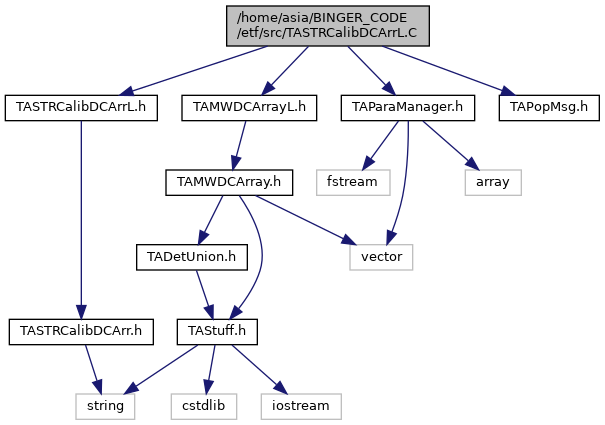 /home/asia/BINGER_CODE
/etf/src/TASTRCalibDCArrL.C
TASTRCalibDCArrL.h
TAMWDCArrayL.h
TAParaManager.h
TAPopMsg.h
TAMWDCArray.h
fstream
array
TADetUnion.h
vector
TASTRCalibDCArr.h
TAStuff.h
string
cstdlib
iostream